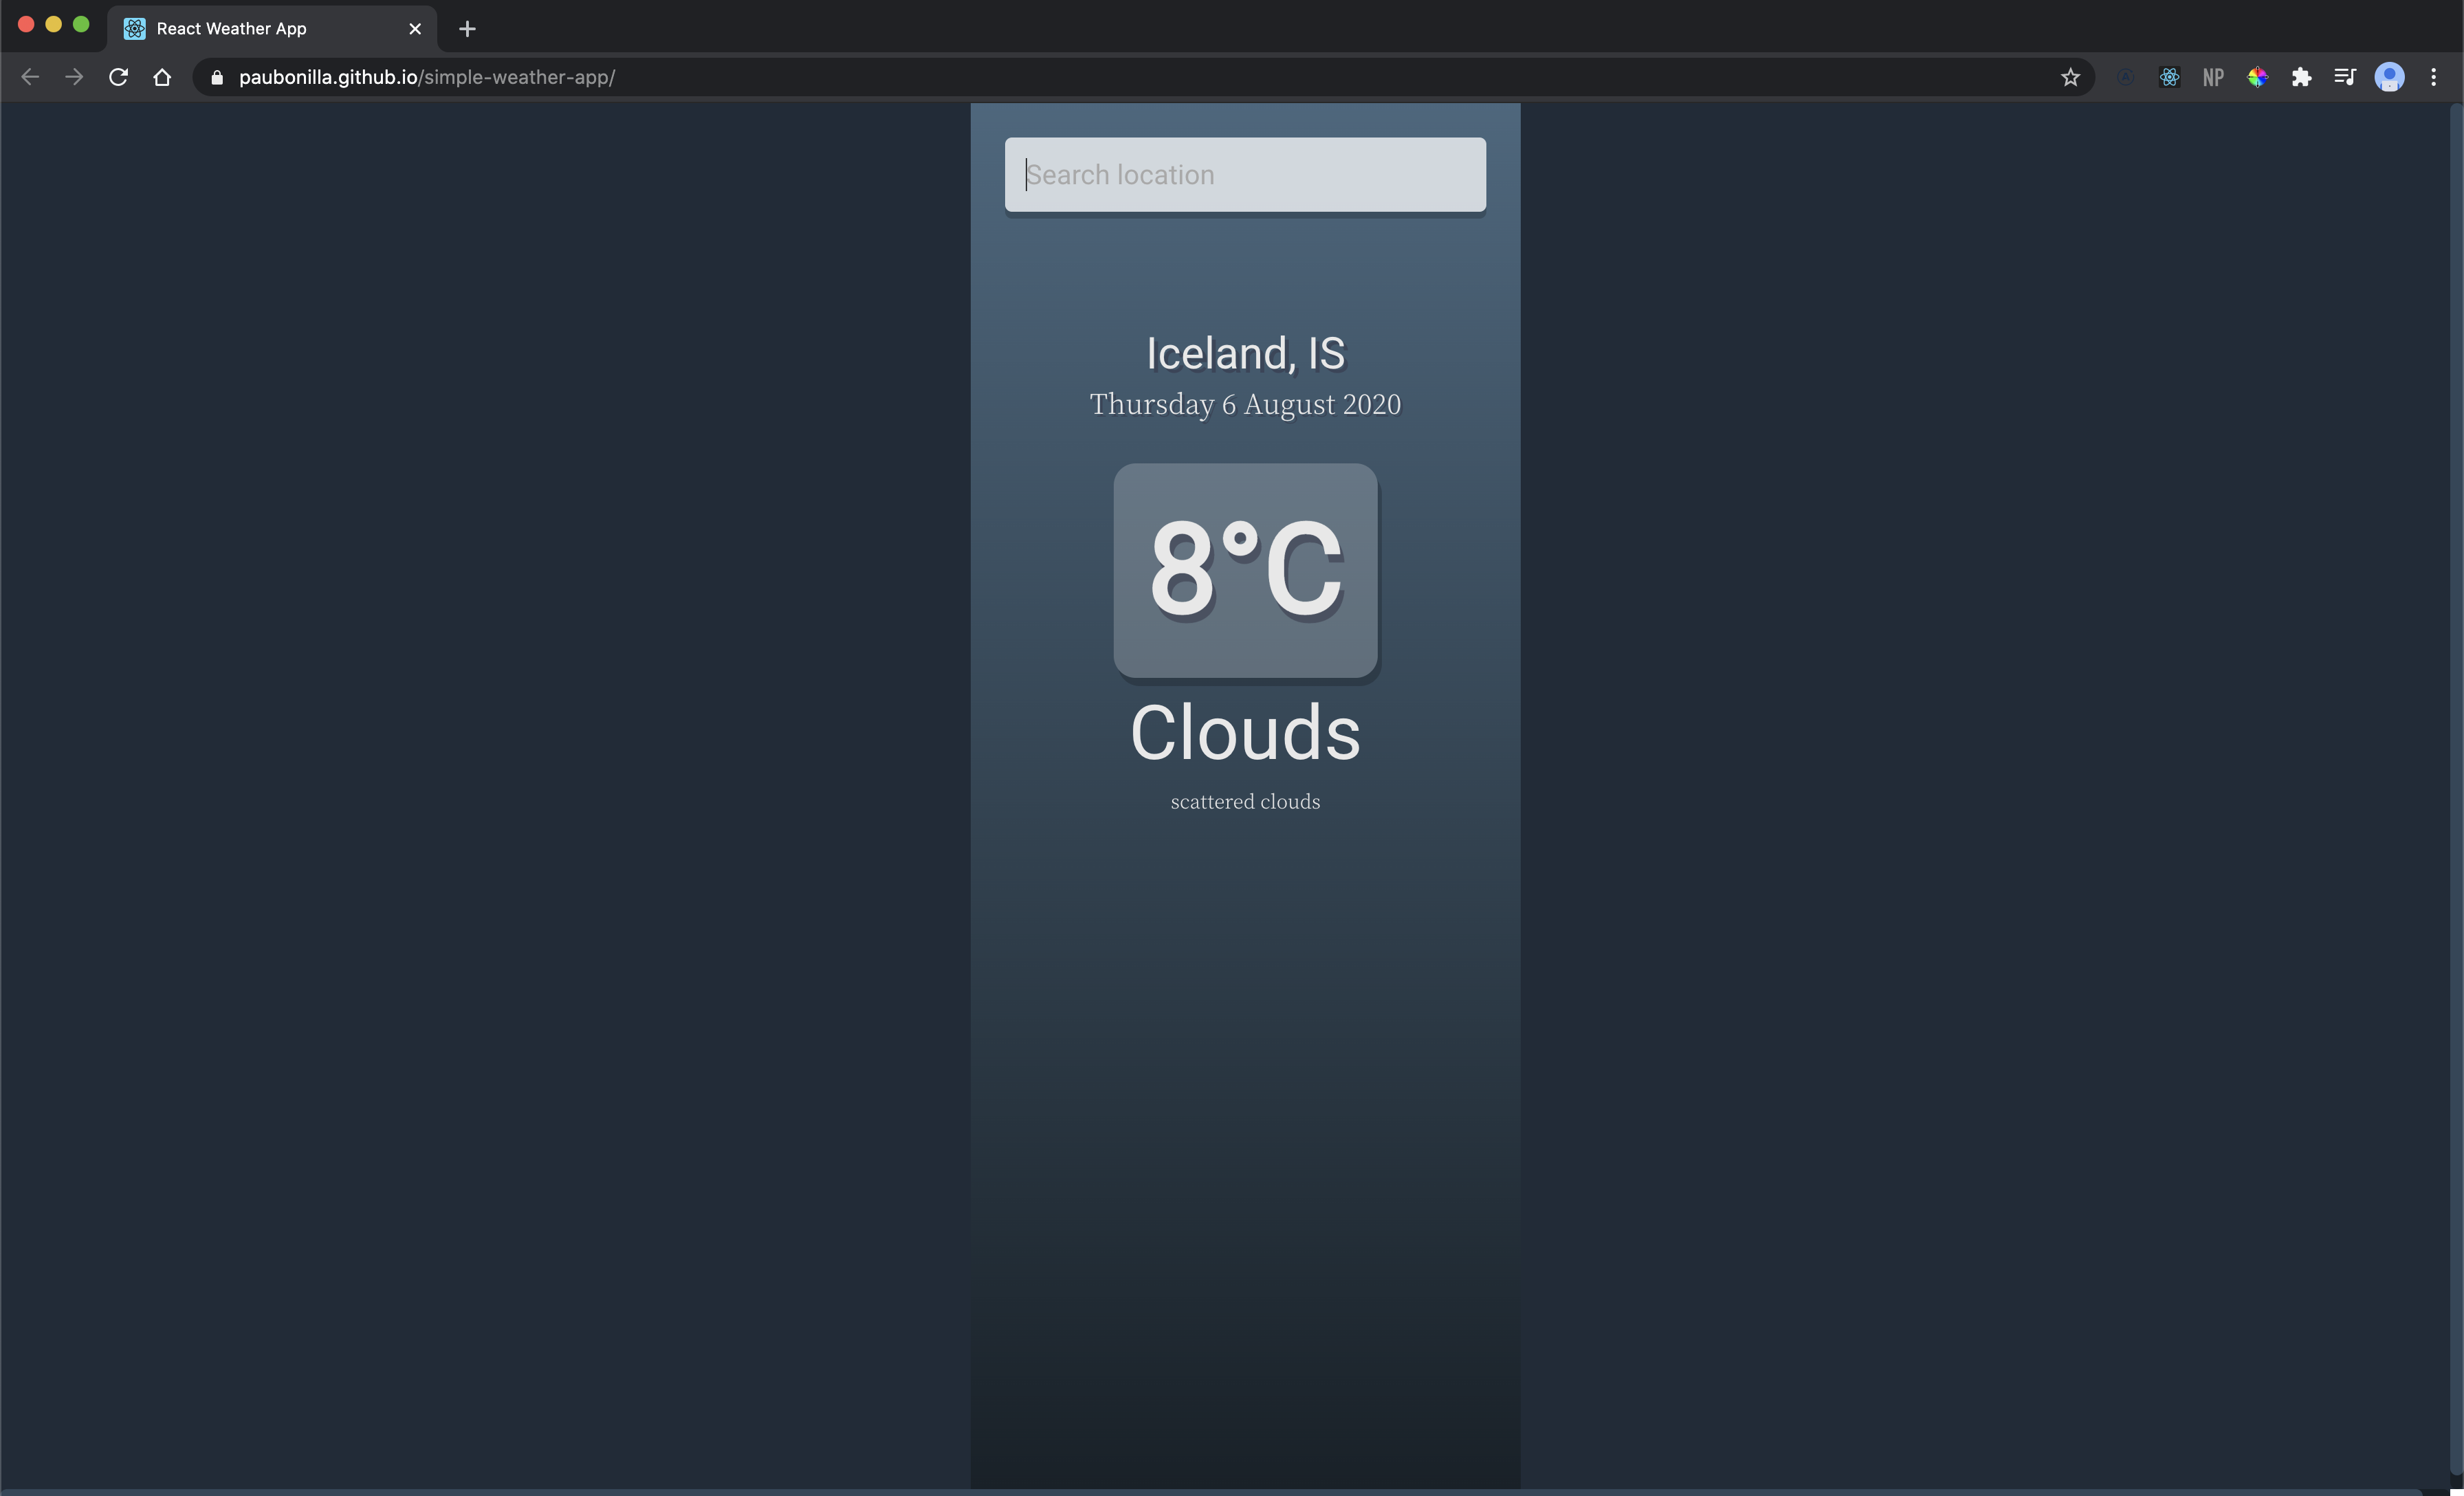 React Weather App
paubonilla.github.io/simple-weather-app/
NP
Search location
Iceland, IS
Thursday 6 August 2020
8°C
Clouds
scattered clouds